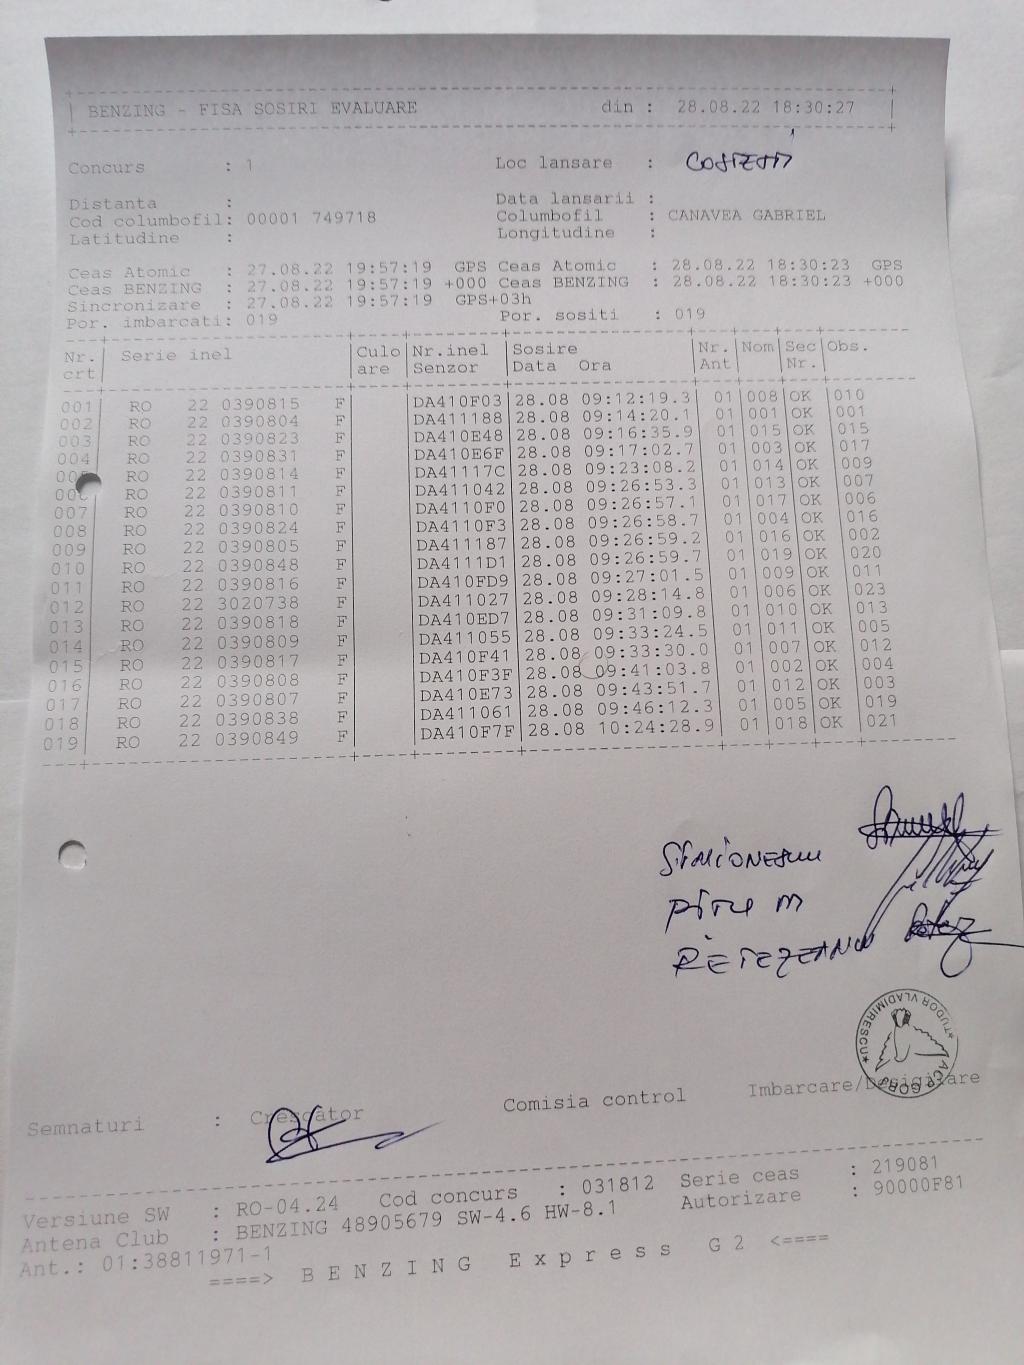 BENZING - FISA SOSIRI EVALUARE din : 28.08.22 18:30:27
Concurs : 1 Loc lansare : COSTESTI
Distanta : Data lansarii :
Cod columbofil: 00001 749718 Columbofil : CANAVEA GABRIEL
Latitudine : Longitudine :
Ceas Atomic : 27.08.22 19:57:19 GPS Ceas Atomic : 28.08.22 18:30:23 GPS
Ceas BENZING : 27.08.22 19:57:19 +000 Ceas BENZING : 28.08.22 18:30:23 +000
Sincronizare : 27.08.22 19:57:19 GPS+03h
Por. imbarcati: 019 Por. sositi : 019
Nr. Serie inel Culo Nr.inel Sosire Nr. Nom Sec Obs.
crt are Senzor Data Ora Ant Nr.
001 RO 22 0390815 F DA410F03 28.08 09:12:19.3 01 008 OK 010
002 RO 22 0390804 F DA411188 28.08 09:14:20.1 01 001 OK 001
003 RO 22 0390823 F DA410E48 28.08 09:16:35.9 01 015 OK 015
004 RO 22 0390831 F DA410E6F 28.08 09:17:02.7 01 003 OK 017
RO 22 0390814 F DA41117C 28.08 09:23:08.2 01 014 OK 009
006 RO 22 0390811 F DA411042 28.08 09:26:53.3 01 013 OK 007
007 RO 22 0390810 F DA4110F0 28.08 09:26:57.1 01 017 OK 006
008 RO 22 0390824 F DA4110F3 28.08 09:26:58.7 01 004 OK 016
009 RO 22 0390805 F DA411187 28.08 09:26:59.2 01 016 OK 002
010 RO 22 0390848 F DA4111D1 28.08 09:26:59.7 01 019 OK 020
011 RO 22 0390816 F DA410FD9 28.08 09:27:01.5 01 009 OK 011
012 RO 22 3020738 F DA411027 28.08 09:28:14.8 01 006 OK 023
013 RO 22 0390818 F DA410ED7 28.08 09:31:09.8 01 010 OK 013
014 RO 22 0390809 F DA411055 28.08 09:33:24.5 01 011 OK 005
015 RO 22 0390817 F DA410F41 28.08 09:33:30.0 01 007 OK 012
016 RO 22 0390808 F DA410F3F 28.08 09:41:03.8 01 002 OK 004
017 RO 22 0390807 F DA410E73 28.08 09:43:51.7 01 012 OK 003
018 RO 22 0390838 F DA411061 28.08 09:46:12.3 01 005 OK 019
019 RO 22 0390849 F DA410F7F 28.08 10:24:28.9 01 018 OK 021
SIMIONESCU
PÎTU M
RETEZEANU
ACP GORJ *TUDOR VLADIMIRESCU*
Semnaturi : Crescator Comisia control Imbarcare/Desigilare
Versiune SW : RO-04.24 Cod concurs : 031812 Serie ceas : 219081
Antena Club : BENZING 48905679 SW-4.6 HW-8.1 Autorizare : 90000F81
Ant.: 01:38811971-1
====> BENZING Express G2 <====